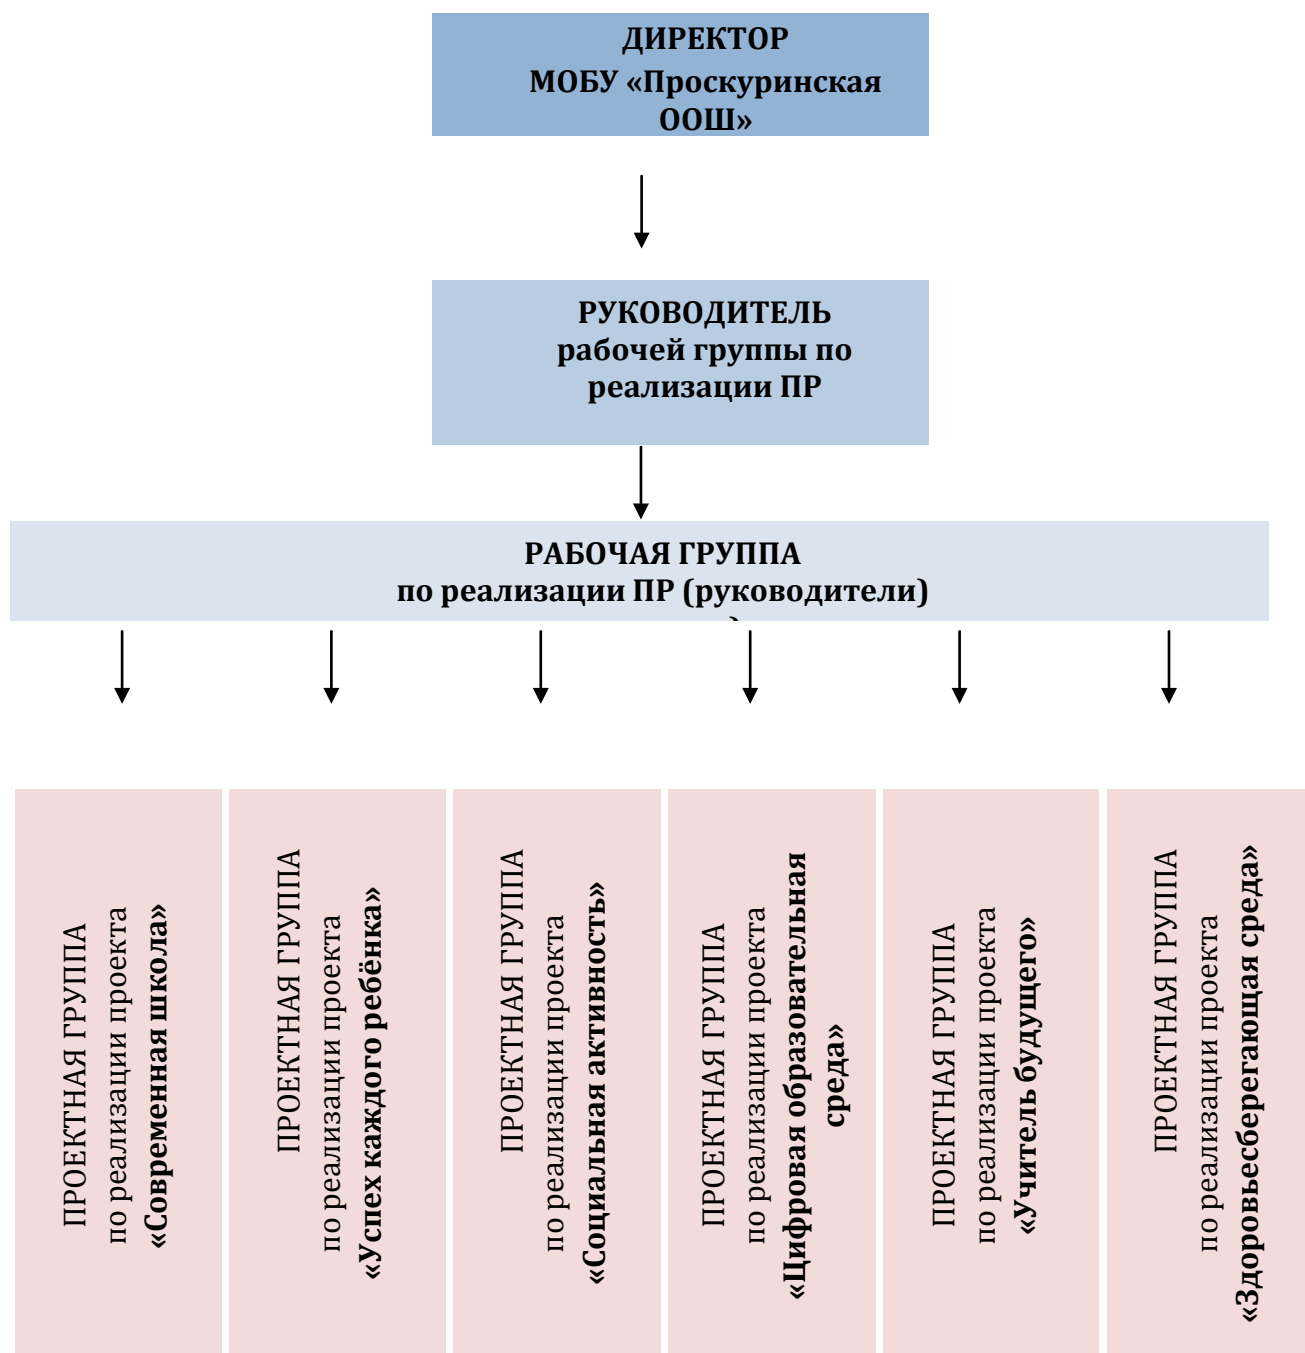 ДИРЕКТОР
МОБУ «Проскуринская
ООШ»
РУКОВОДИТЕЛЬ
рабочей группы по
реализации ПР
РАБОЧАЯ ГРУППА
по реализации ПР (руководители)
ПРОЕКТНАЯ ГРУППА
по реализации проекта
«Современная школа»
ПРОЕКТНАЯ ГРУППА
по реализации проекта
«Успех каждого ребёнка»
ПРОЕКТНАЯ ГРУППА
по реализации проекта
«Социальная активность»
ПРОЕКТНАЯ ГРУППА
по реализации проекта
«Цифровая образовательная
среда»
ПРОЕКТНАЯ ГРУППА
по реализации проекта
«Учитель будущего»
ПРОЕКТНАЯ ГРУППА
по реализации проекта
«Здоровьесберегающая среда»